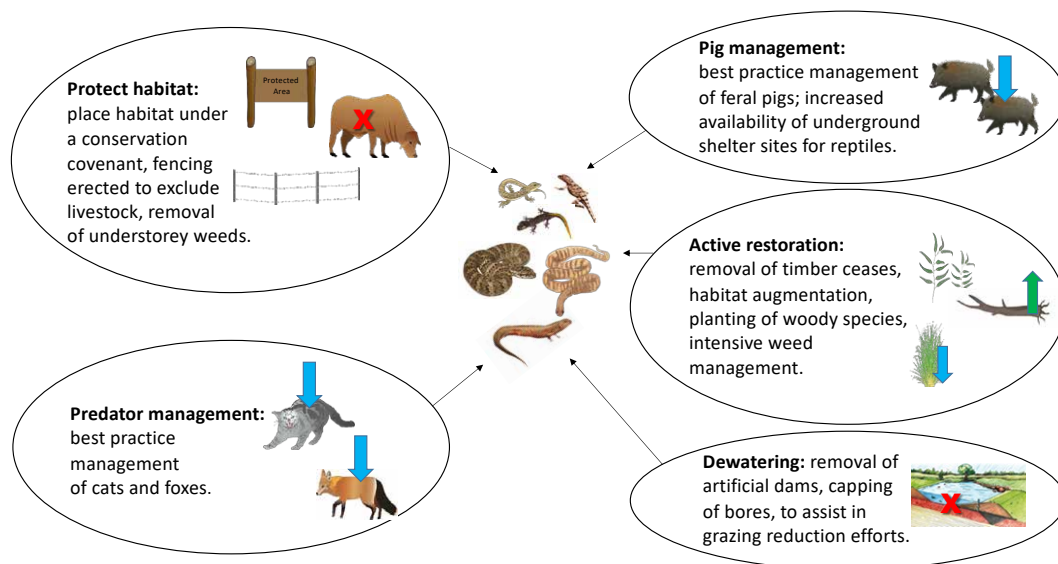 Protect habitat:
place habitat under
a conservation
covenant, fencing
erected to exclude
livestock, removal
of understorey weeds.
Protected
Area
X
Pig management:
best practice management
of feral pigs; increased
availability of underground
shelter sites for reptiles.
Active restoration:
removal of timber ceases,
habitat augmentation,
planting of woody species,
intensive weed
management.
Predator management:
best practice
management
of cats and foxes.
Dewatering: removal of
artificial dams, capping
of bores, to assist in
grazing reduction efforts.
X